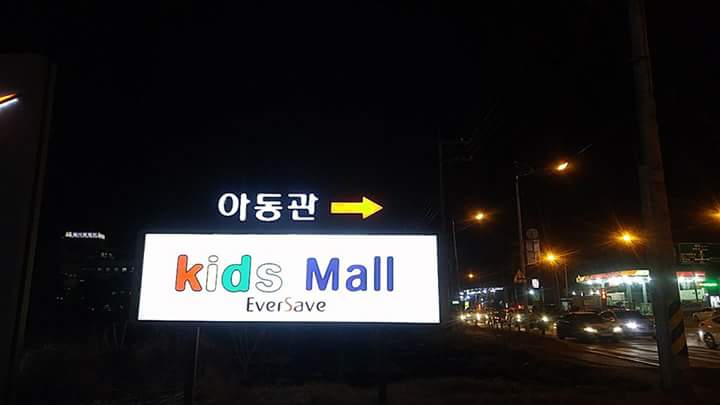 아동관
kids Mall
EverSave